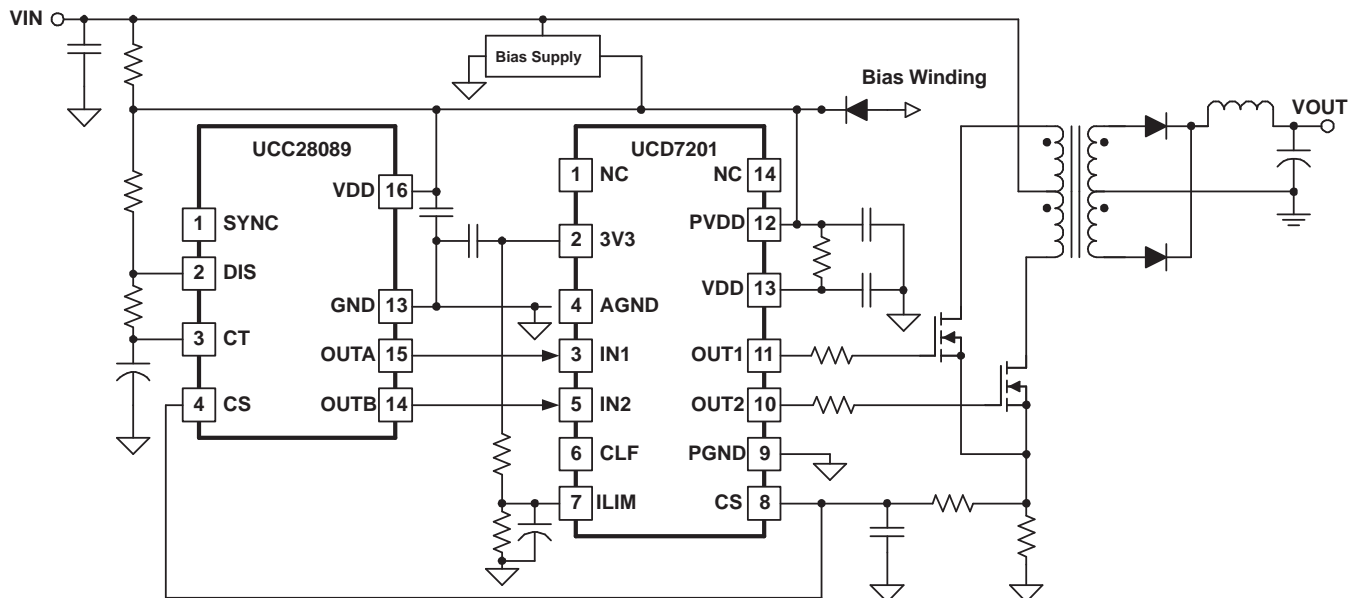 VIN
Bias Supply
Bias Winding
VOUT
UCC28089
UCD7201
1 NC
NC 14
VDD 16
1 SYNC
PVDD 12
2 3V3
2 DIS
VDD 13
GND 13
4 AGND
3 CT
OUTA 15
3 IN1
OUT1 11
4 CS
OUTB 14
5 IN2
OUT2 10
6 CLF
PGND 9
7 ILIM
CS 8